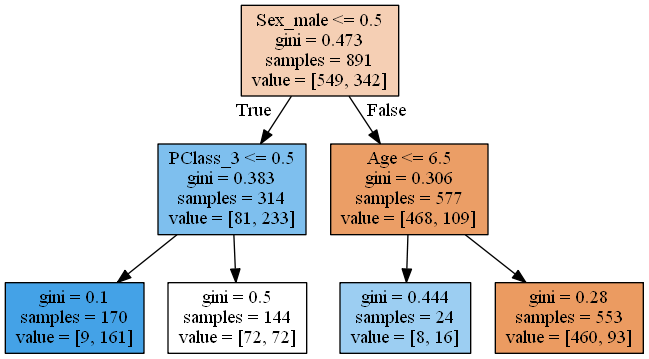 Sex_male <= 0.5
gini = 0.473
samples = 891
value = [549, 342]
True
False
PClass_3 <= 0.5
gini = 0.383
samples = 314
value = [81, 233]
Age <= 6.5
gini = 0.306
samples = 577
value = [468, 109]
gini = 0.1
samples = 170
value = [9, 161]
gini = 0.5
samples = 144
value = [72, 72]
gini = 0.444
samples = 24
value = [8, 16]
gini = 0.28
samples = 553
value = [460, 93]